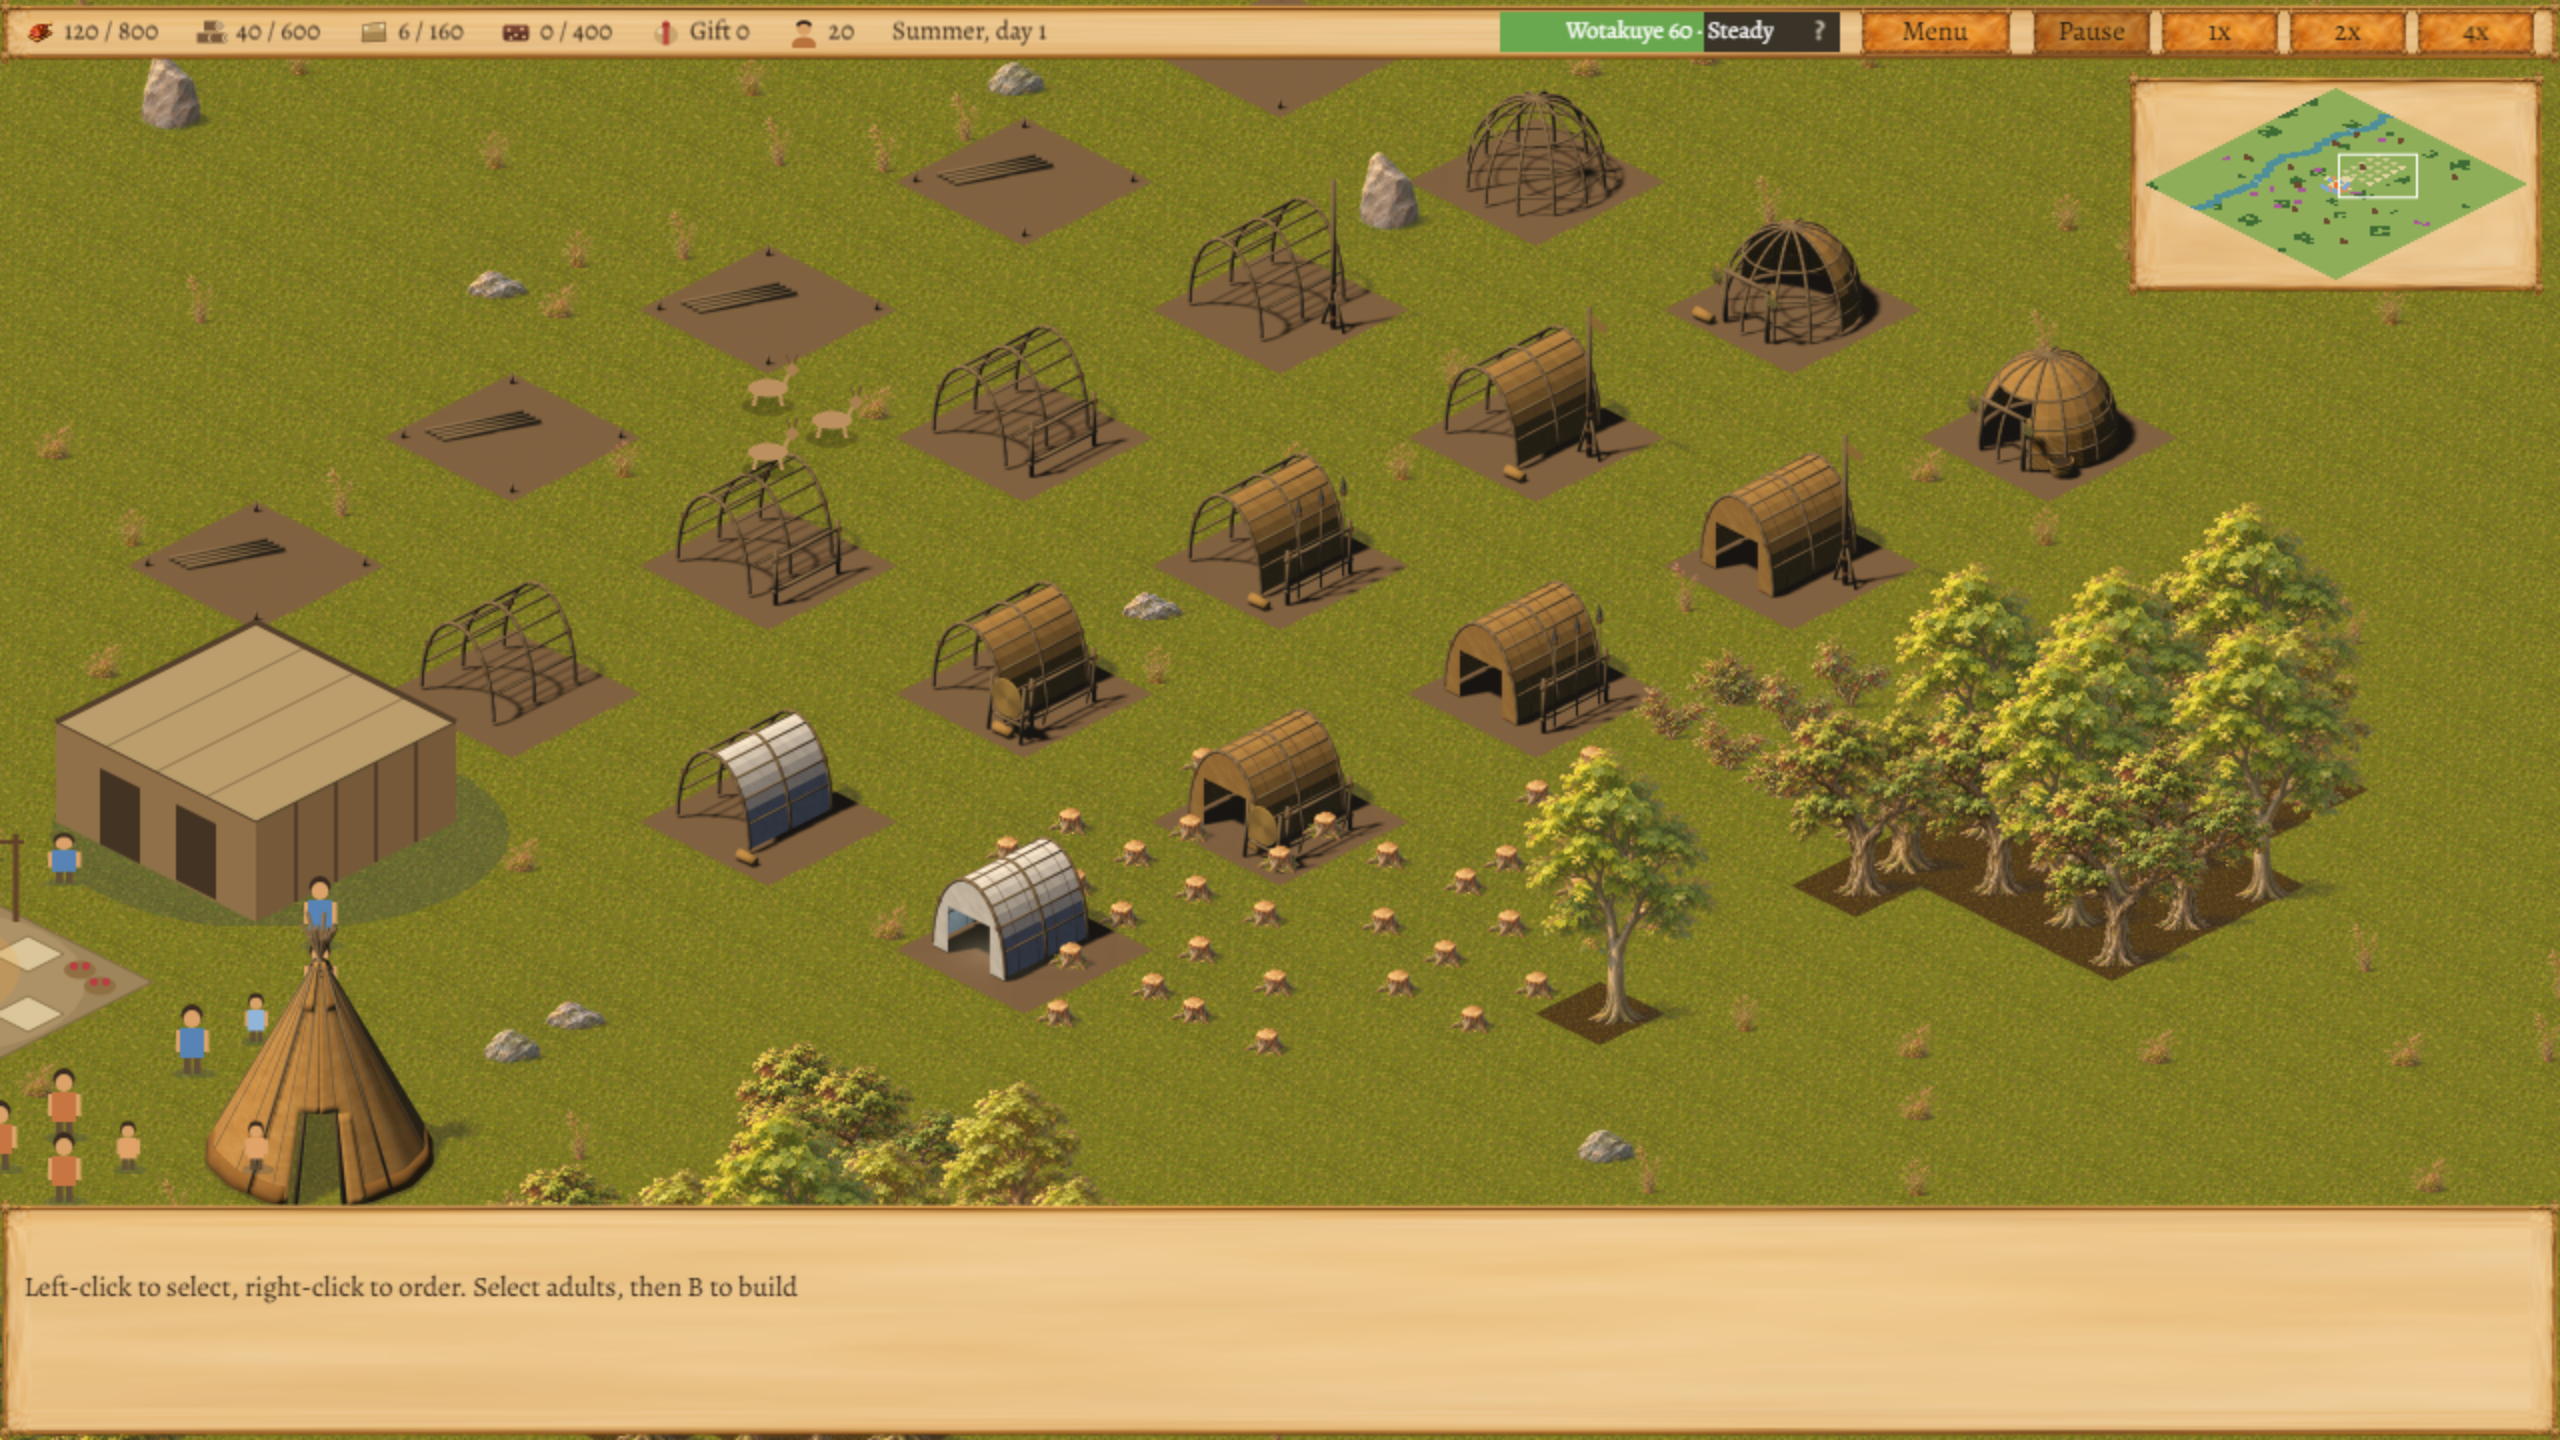 120 / 800 40 / 600 6 / 160 0 / 400 Gift 0 20 Summer, day 1 Wotakuye 60 · Steady ? Menu Pause 1x 2x 4x
Left-click to select, right-click to order. Select adults, then B to build